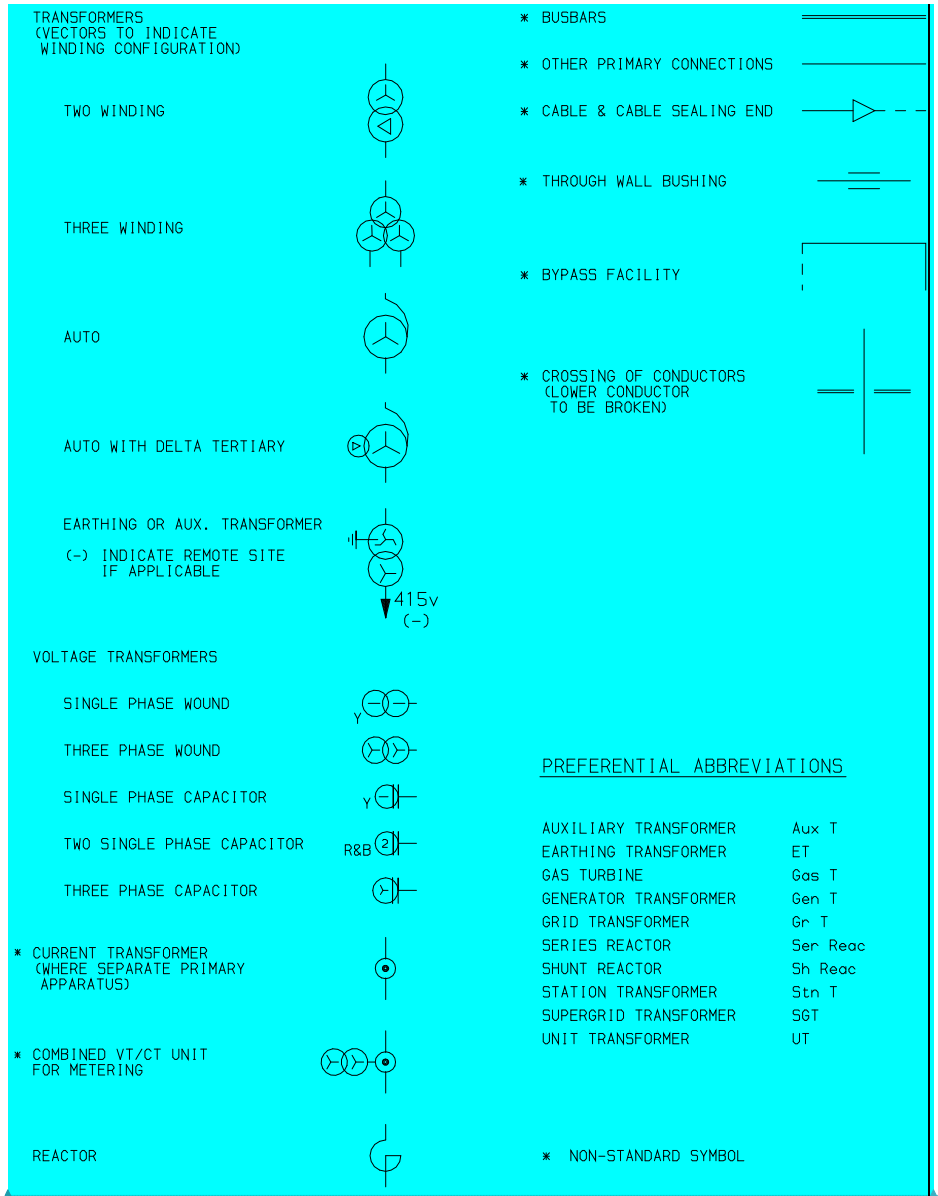 TRANSFORMERS
(VECTORS TO INDICATE
WINDING CONFIGURATION)
TWO WINDING
THREE WINDING
AUTO
AUTO WITH DELTA TERTIARY
EARTHING OR AUX. TRANSFORMER
(-) INDICATE REMOTE SITE
IF APPLICABLE
415v
(-)
VOLTAGE TRANSFORMERS
SINGLE PHASE WOUND
Y
THREE PHASE WOUND
SINGLE PHASE CAPACITOR
Y
TWO SINGLE PHASE CAPACITOR
R&B 2
THREE PHASE CAPACITOR
* CURRENT TRANSFORMER
(WHERE SEPARATE PRIMARY
APPARATUS)
* COMBINED VT/CT UNIT
FOR METERING
REACTOR
* BUSBARS
* OTHER PRIMARY CONNECTIONS
* CABLE & CABLE SEALING END
* THROUGH WALL BUSHING
* BYPASS FACILITY
* CROSSING OF CONDUCTORS
(LOWER CONDUCTOR
TO BE BROKEN)
PREFERENTIAL ABBREVIATIONS
AUXILIARY TRANSFORMER Aux T
EARTHING TRANSFORMER ET
GAS TURBINE Gas T
GENERATOR TRANSFORMER Gen T
GRID TRANSFORMER Gr T
SERIES REACTOR Ser Reac
SHUNT REACTOR Sh Reac
STATION TRANSFORMER Stn T
SUPERGRID TRANSFORMER SGT
UNIT TRANSFORMER UT
* NON-STANDARD SYMBOL